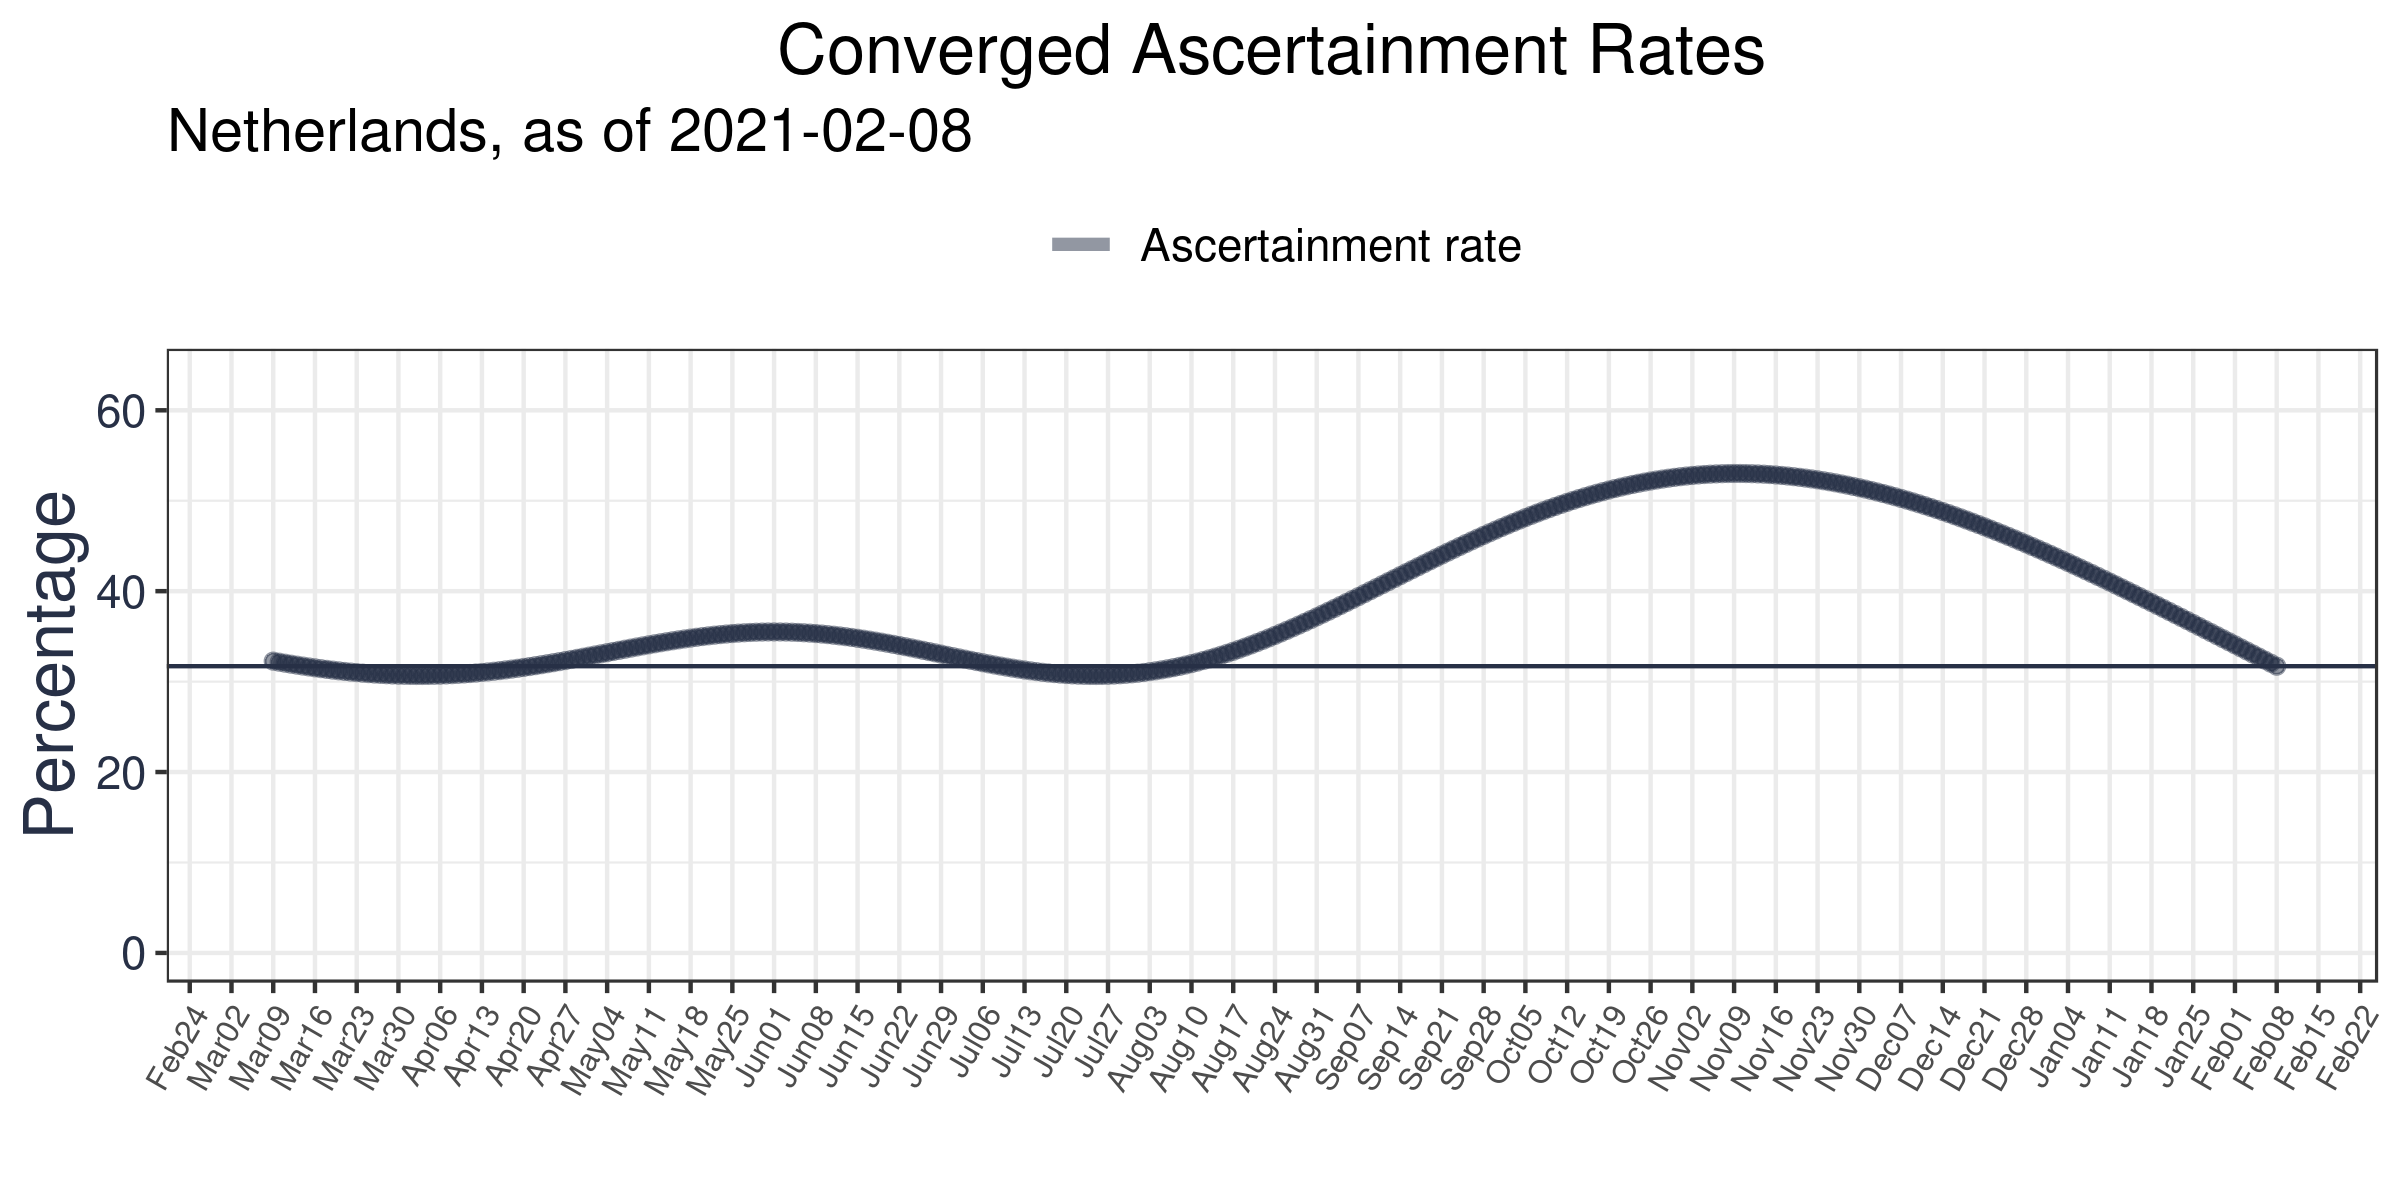 Converged Ascertainment Rates
Netherlands, as of 2021-02-08
Ascertainment rate
Percentage
60
40
20
0
Feb24
Mar02
Mar09
Mar16
Mar23
Mar30
Apr06
Apr13
Apr20
Apr27
May04
May11
May18
May25
Jun01
Jun08
Jun15
Jun22
Jun29
Jul06
Jul13
Jul20
Jul27
Aug03
Aug10
Aug17
Aug24
Aug31
Sep07
Sep14
Sep21
Sep28
Oct05
Oct12
Oct19
Oct26
Nov02
Nov09
Nov16
Nov23
Nov30
Dec07
Dec14
Dec21
Dec28
Jan04
Jan11
Jan18
Jan25
Feb01
Feb08
Feb15
Feb22